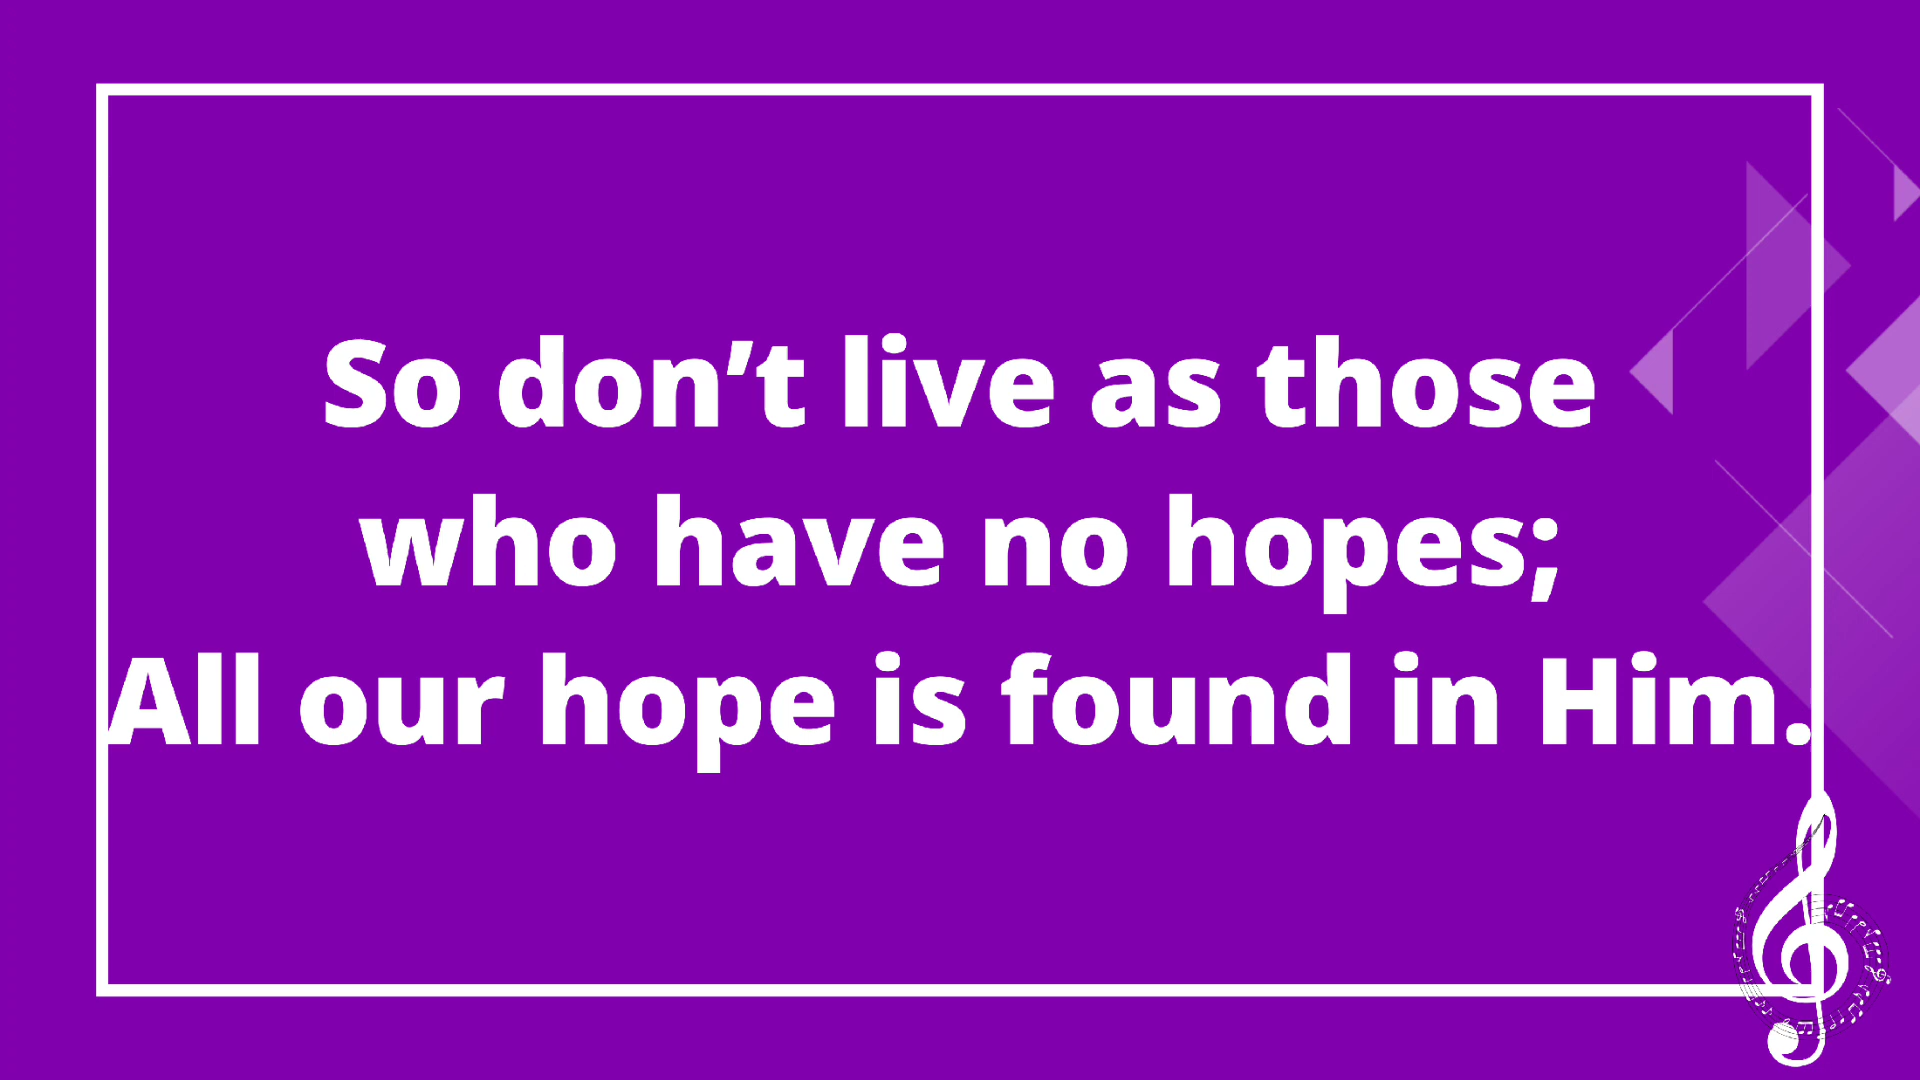 So don’t live as those
who have no hopes;
All our hope is found in Him.